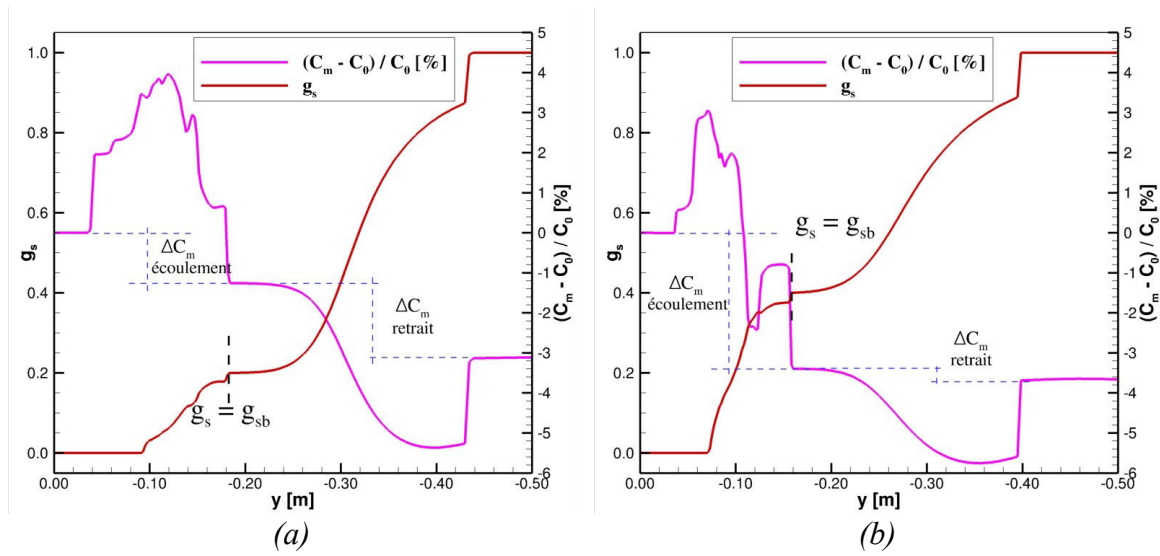 (C_m - C_0) / C_0 [%]
g_s
1.0
0.8
0.6
0.4
0.2
0.0
g_s
5
4
3
2
1
0
-1
-2
-3
-4
-5
-6
(C_m - C_0) / C_0 [%]
ΔC_m
écoulement
ΔC_m
retrait
g_s = g_sb
0.00
-0.10
-0.20
-0.30
-0.40
-0.50
y [m]
(a)
(C_m - C_0) / C_0 [%]
g_s
1.0
0.8
0.6
0.4
0.2
0.0
g_s
5
4
3
2
1
0
-1
-2
-3
-4
-5
-6
(C_m - C_0) / C_0 [%]
g_s = g_sb
ΔC_m
écoulement
ΔC_m
retrait
0.00
-0.10
-0.20
-0.30
-0.40
-0.50
y [m]
(b)